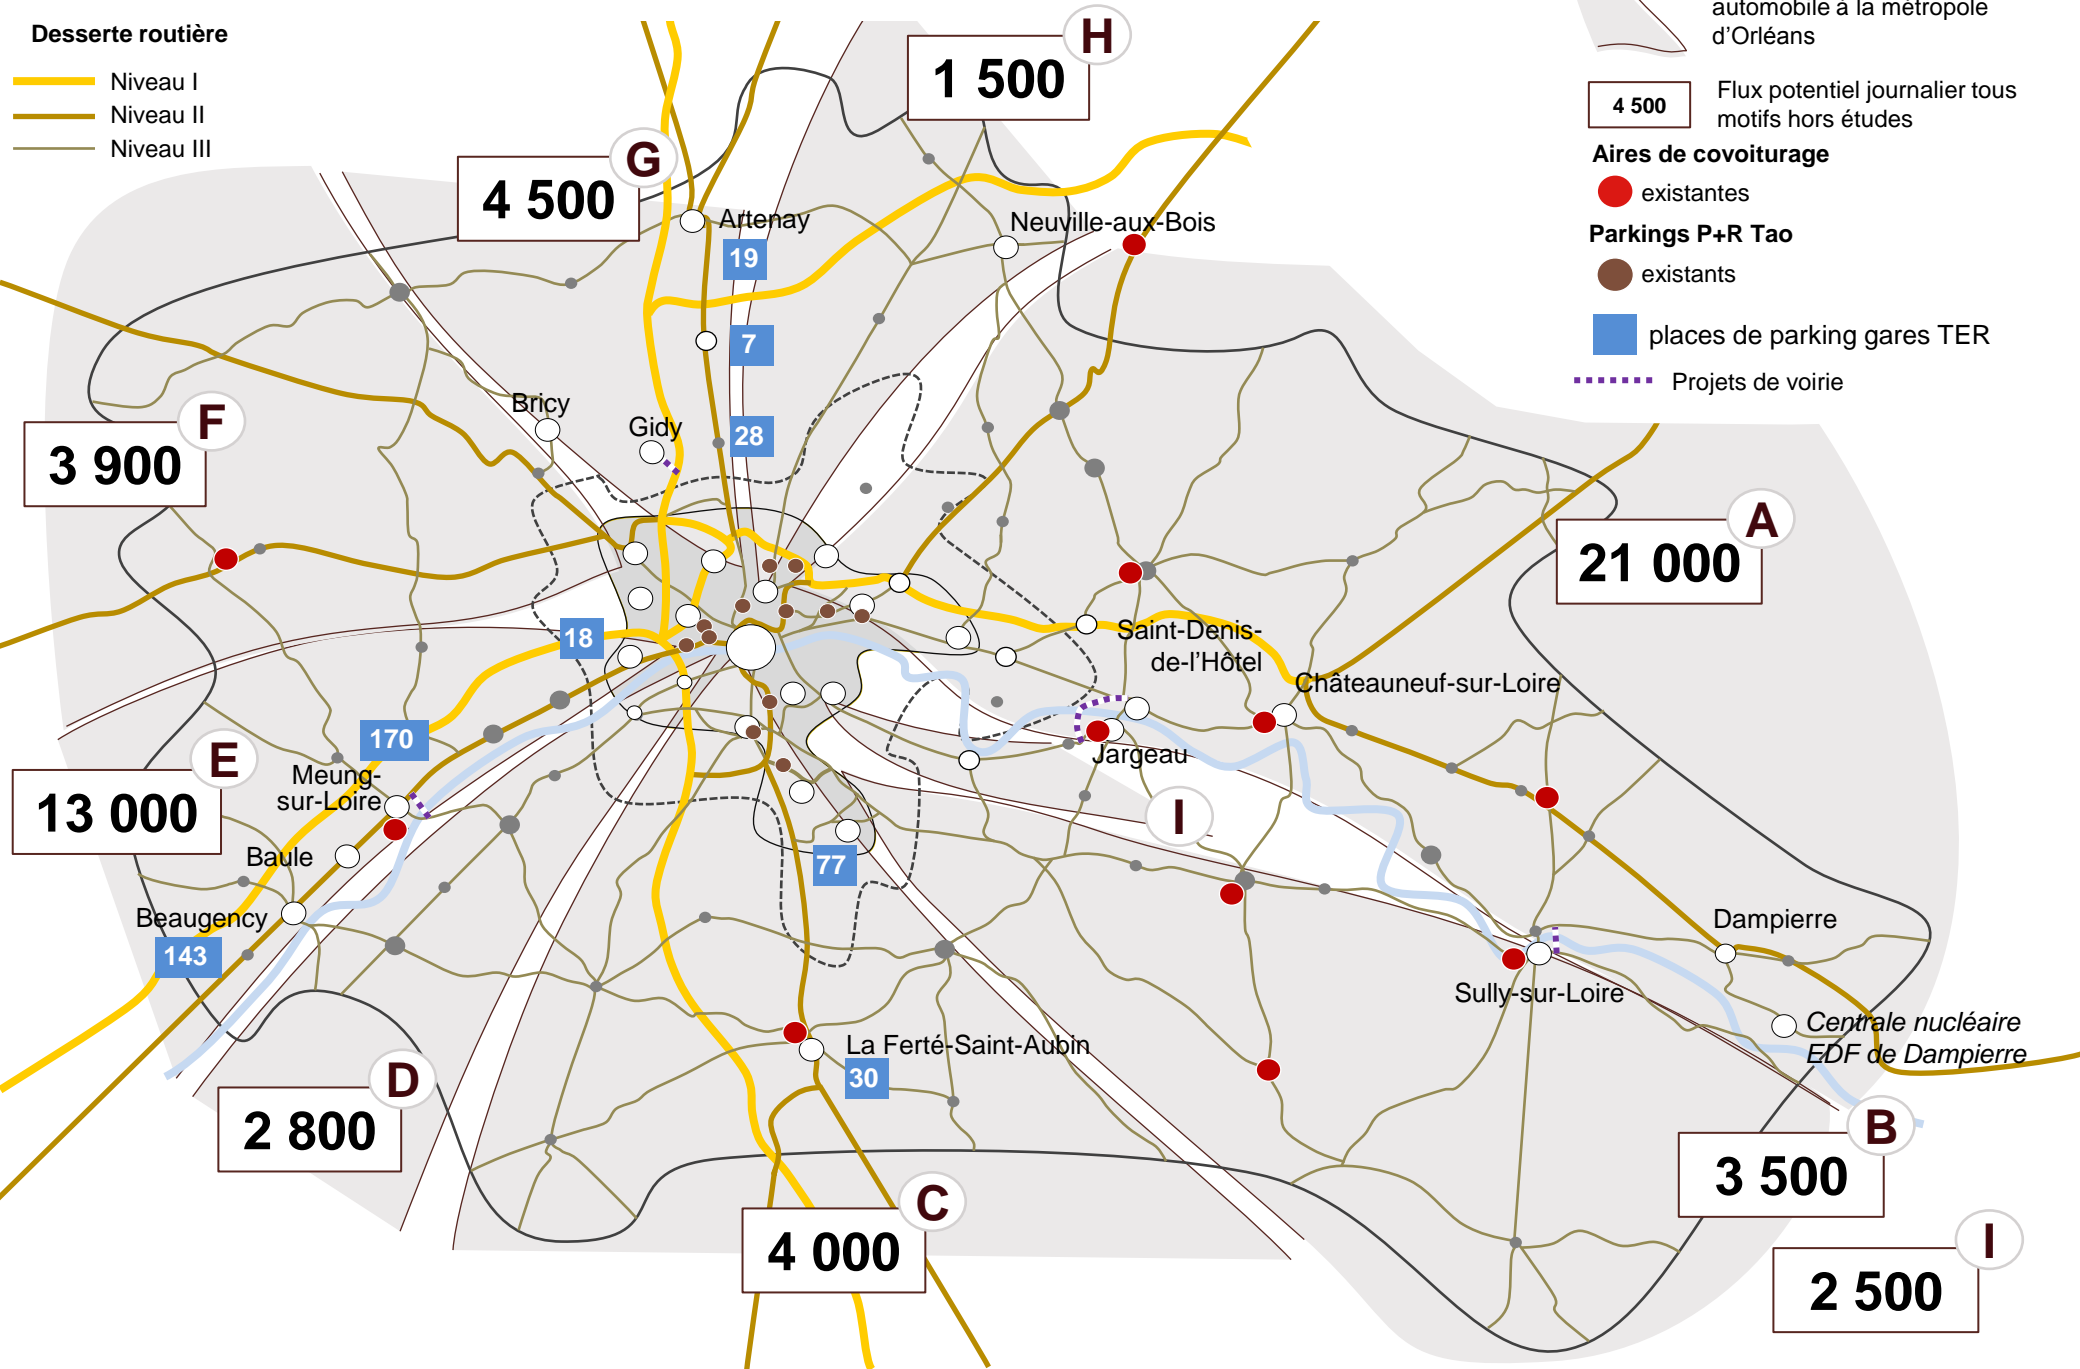 Desserte routière
Niveau I
Niveau II
Niveau III
automobile à la métropole
d'Orléans
4 500
Flux potentiel journalier tous
motifs hors études
Aires de covoiturage
existantes
Parkings P+R Tao
existants
places de parking gares TER
Projets de voirie
H
1 500
G
4 500
Artenay
19
Neuville-aux-Bois
7
Bricy
Gidy
28
F
3 900
A
21 000
18
Saint-Denis-
de-l'Hôtel
Châteauneuf-sur-Loire
170
Jargeau
E
13 000
Meung-
sur-Loire
I
Baule
77
Beaugency
143
Dampierre
Sully-sur-Loire
Centrale nucléaire
EDF de Dampierre
La Ferté-Saint-Aubin
30
D
2 800
B
3 500
C
4 000
I
2 500